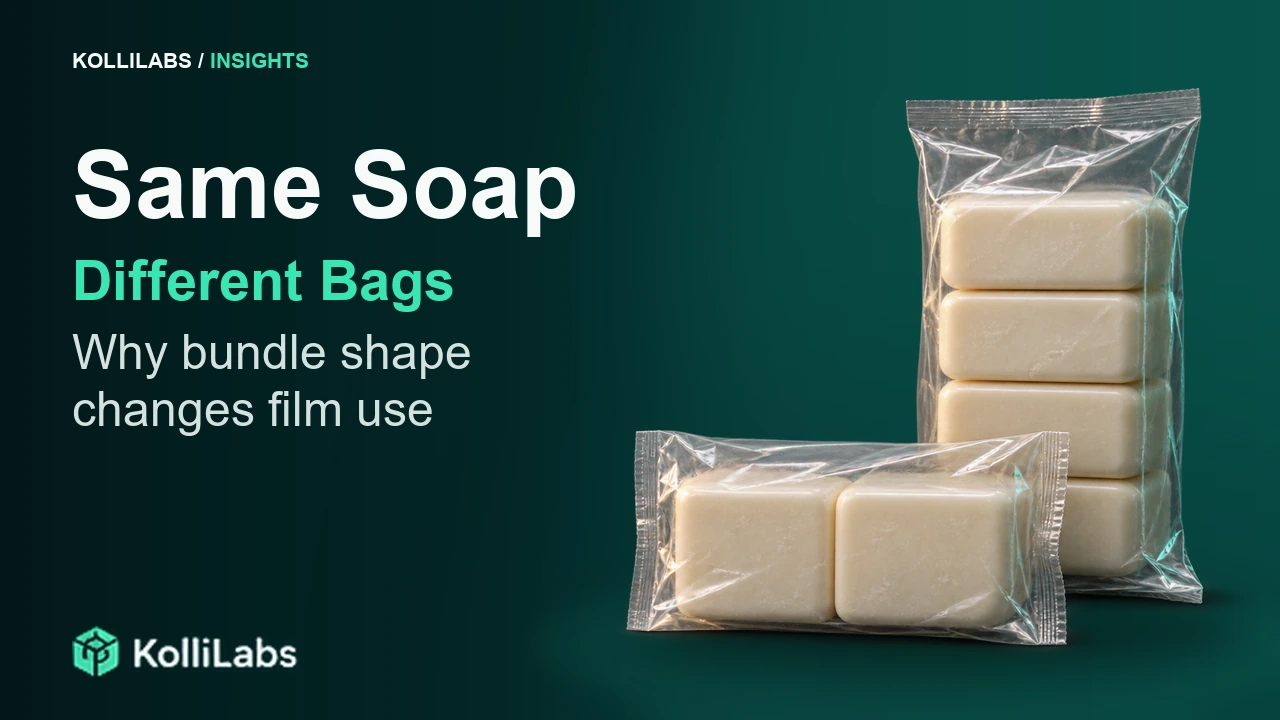 KOLLILABS / INSIGHTS
Same Soap
Different Bags
Why bundle shape
changes film use
KolliLabs